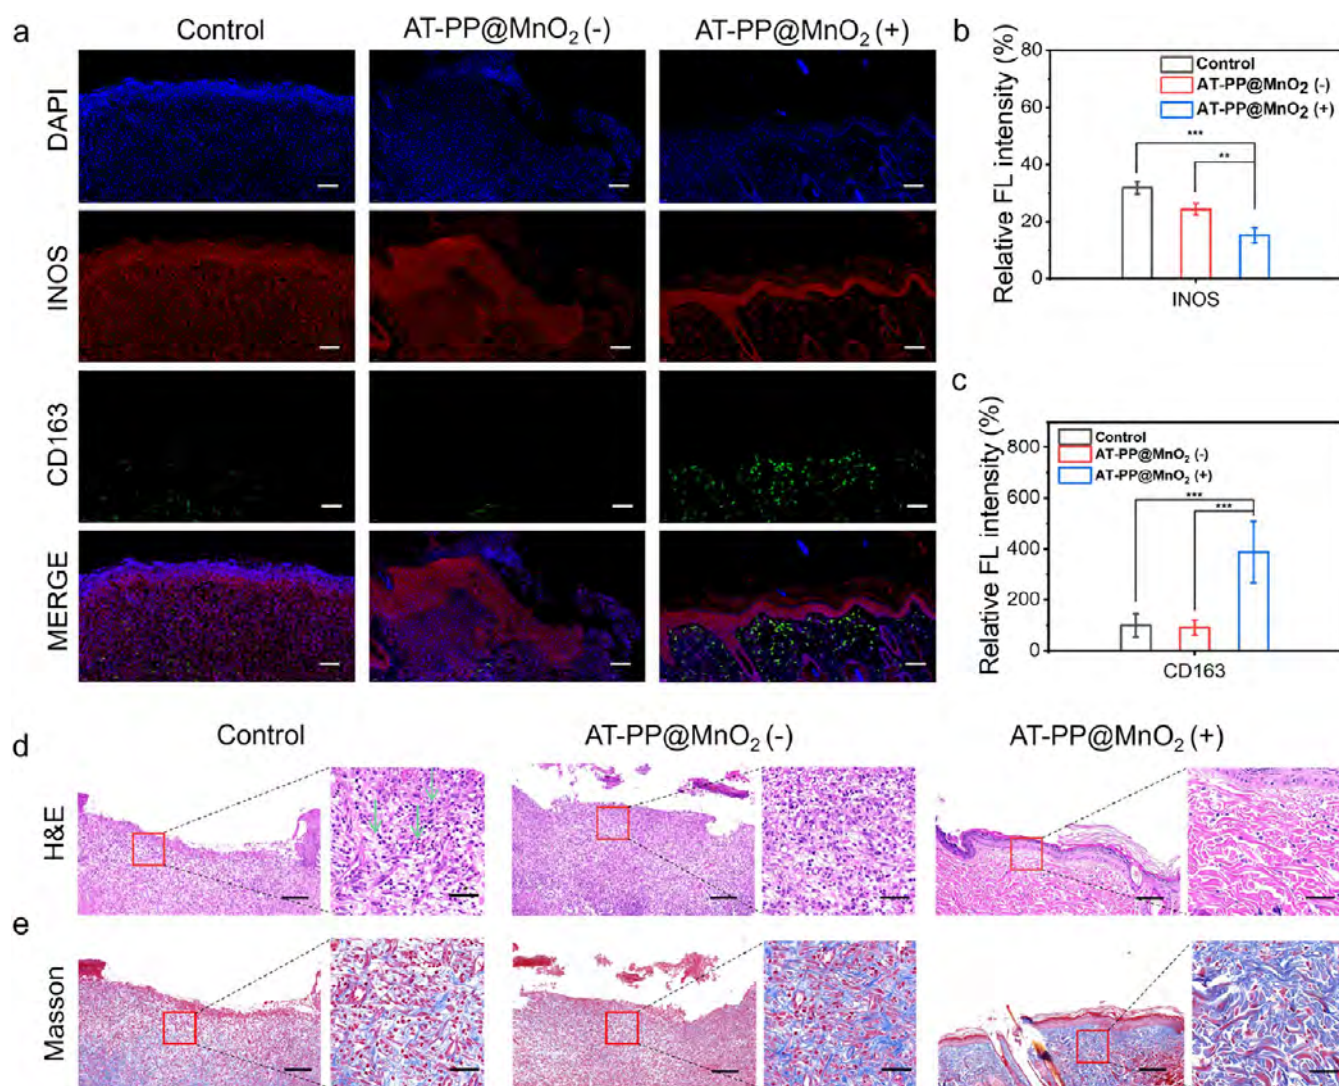 a
Control
AT-PP@MnO₂ (-)
AT-PP@MnO₂ (+)
DAPI
INOS
CD163
MERGE
b
Relative FL intensity (%)
80
60
40
20
0
Control
AT-PP@MnO₂ (-)
AT-PP@MnO₂ (+)
***
**
INOS
c
Relative FL intensity (%)
800
600
400
200
0
Control
AT-PP@MnO₂ (-)
AT-PP@MnO₂ (+)
***
***
CD163
d
Control
AT-PP@MnO₂ (-)
AT-PP@MnO₂ (+)
H&E
e
Masson